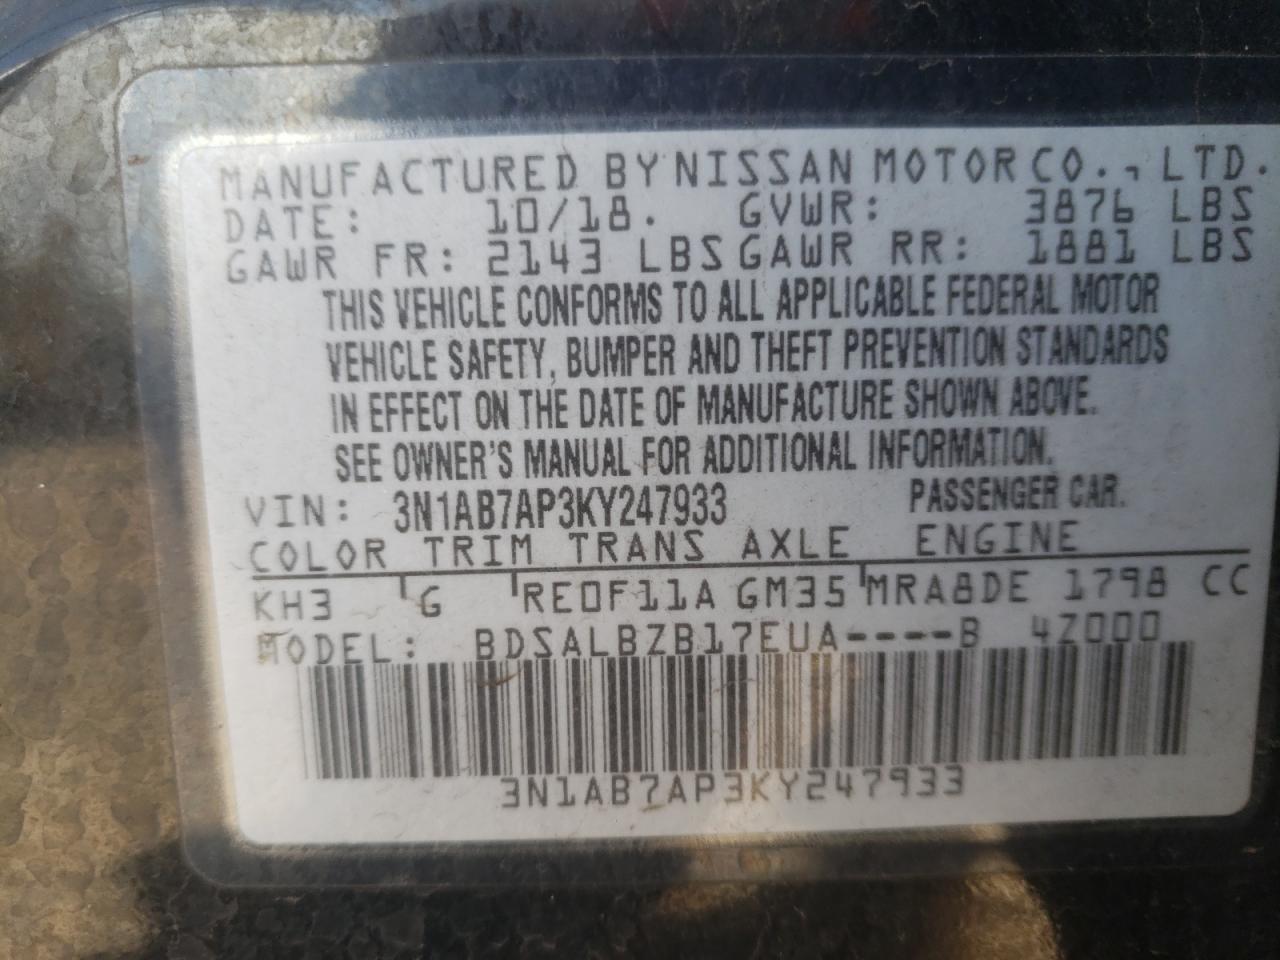 MANUFACTURED BY NISSAN MOTOR CO., LTD.
DATE: 10/18. GVWR: 3876 LBS
GAWR FR: 2143 LBS GAWR RR: 1881 LBS
THIS VEHICLE CONFORMS TO ALL APPLICABLE FEDERAL MOTOR
VEHICLE SAFETY, BUMPER AND THEFT PREVENTION STANDARDS
IN EFFECT ON THE DATE OF MANUFACTURE SHOWN ABOVE.
SEE OWNER'S MANUAL FOR ADDITIONAL INFORMATION.
VIN: 3N1AB7AP3KY247933 PASSENGER CAR.
COLOR TRIM TRANS AXLE ENGINE
KH3 G RE0F11A GM35 MRA8DE 1798 CC
MODEL: BDSALBZB17EUA----B 4Z000
3N1AB7AP3KY247933